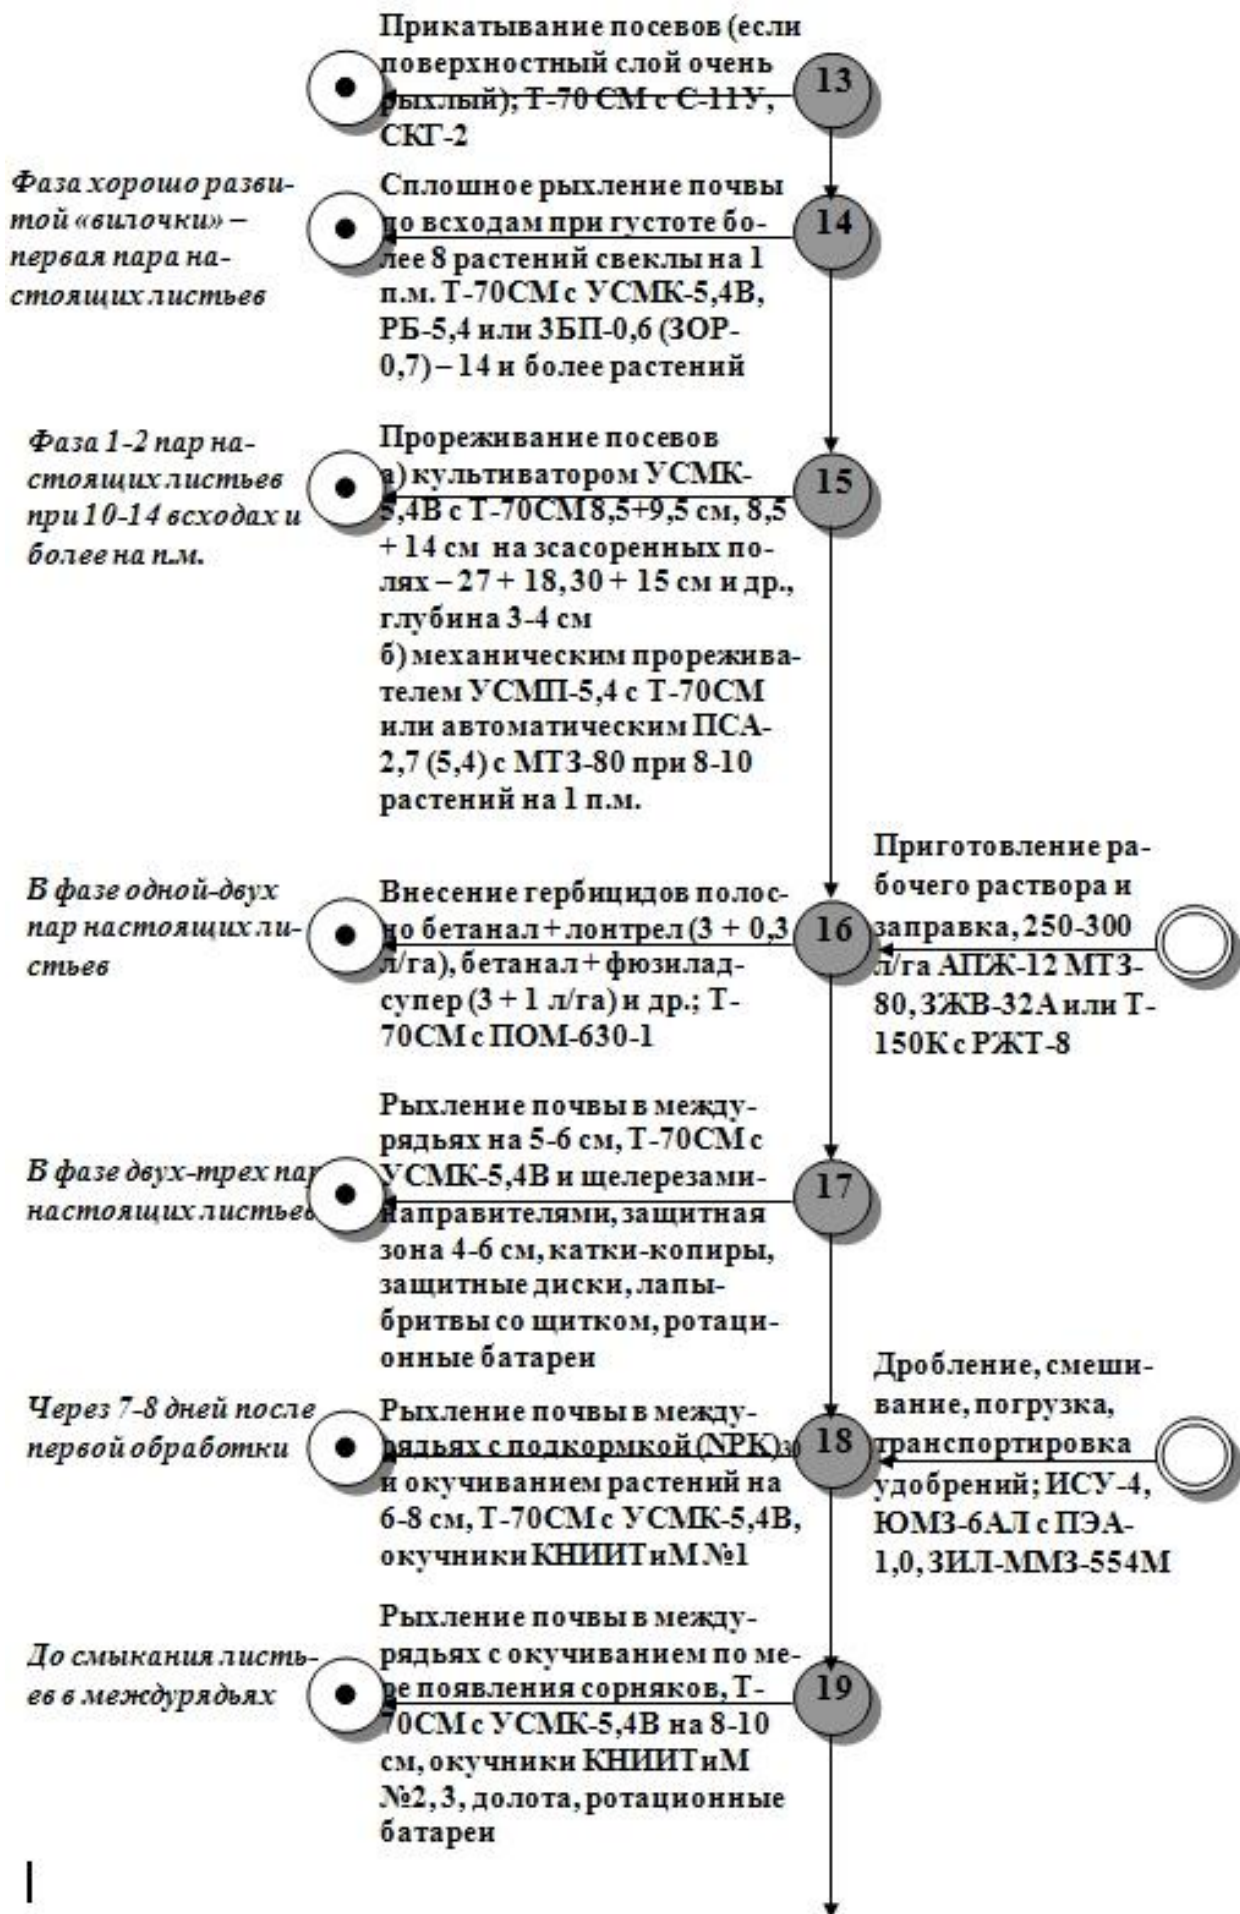 Прикатывание посевов (если
поверхностный слой очень
рыхлый); Т-70 СМ с С-11У,
СКГ-2
13
Фаза хорошо разви-
той «вилочки» –
первая пара на-
стоящих листьев
Сплошное рыхление почвы
по всходам при густоте бо-
лее 8 растений свеклы на 1
п.м. Т-70СМ с УСМК-5,4В,
РБ-5,4 или ЗБП-0,6 (ЗОР-
0,7) – 14 и более растений
14
Фаза 1-2 пар на-
стоящих листьев
при 10-14 всходах и
более на п.м.
Прореживание посевов
а) культиватором УСМК-
5,4В с Т-70СМ 8,5+9,5 см, 8,5
+ 14 см на зсасоренных по-
лях – 27 + 18, 30 + 15 см и др.,
глубина 3-4 см
б) механическим прорежива-
телем УСМП-5,4 с Т-70СМ
или автоматическим ПСА-
2,7 (5,4) с МТЗ-80 при 8-10
растений на 1 п.м.
15
В фазе одной-двух
пар настоящих ли-
стьев
Внесение гербицидов полос-
но бетанал + лонтрел (3 + 0,3
л/га), бетанал + фюзилад-
супер (3 + 1 л/га) и др.; Т-
70СМ с ПОМ-630-1
16
Приготовление ра-
бочего раствора и
заправка, 250-300
л/га АПЖ-12 МТЗ-
80, ЗЖВ-32А или Т-
150К с РЖТ-8
В фазе двух-трех пар
настоящих листьев
Рыхление почвы в между-
рядьях на 5-6 см, Т-70СМ с
УСМК-5,4В и щелерезами-
направителями, защитная
зона 4-6 см, катки-копиры,
защитные диски, лапы-
бритвы со щитком, ротаци-
онные батареи
17
Через 7-8 дней после
первой обработки
Рыхление почвы в между-
рядьях с подкормкой (NPK)30
и окучиванием растений на
6-8 см, Т-70СМ с УСМК-5,4В,
окучники КНИИТиМ №1
18
Дробление, смеши-
вание, погрузка,
транспортировка
удобрений; ИСУ-4,
ЮМЗ-6АЛ с ПЭА-
1,0, ЗИЛ-ММЗ-554М
До смыкания листь-
ев в междурядьях
Рыхление почвы в между-
рядьях с окучиванием по ме-
ре появления сорняков, Т-
70СМ с УСМК-5,4В на 8-10
см, окучники КНИИТиМ
№2, 3, долота, ротационные
батареи
19